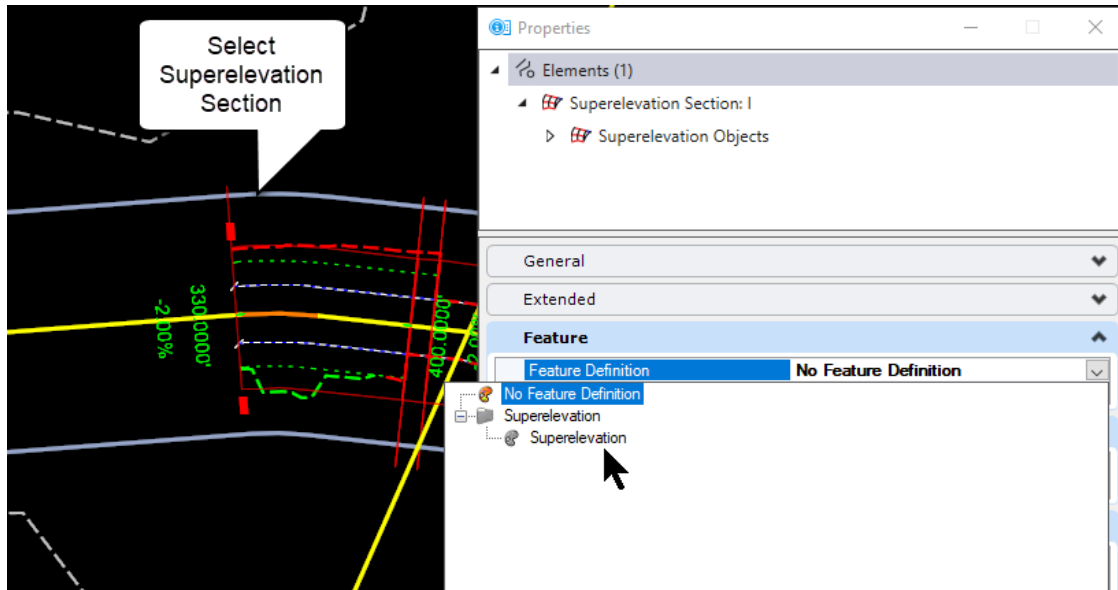 Select
Superelevation
Section
-2.00%
330.0000'
400.0000'
Properties
Elements (1)
Superelevation Section: I
Superelevation Objects
General
Extended
Feature
Feature Definition No Feature Definition
No Feature Definition
Superelevation
Superelevation